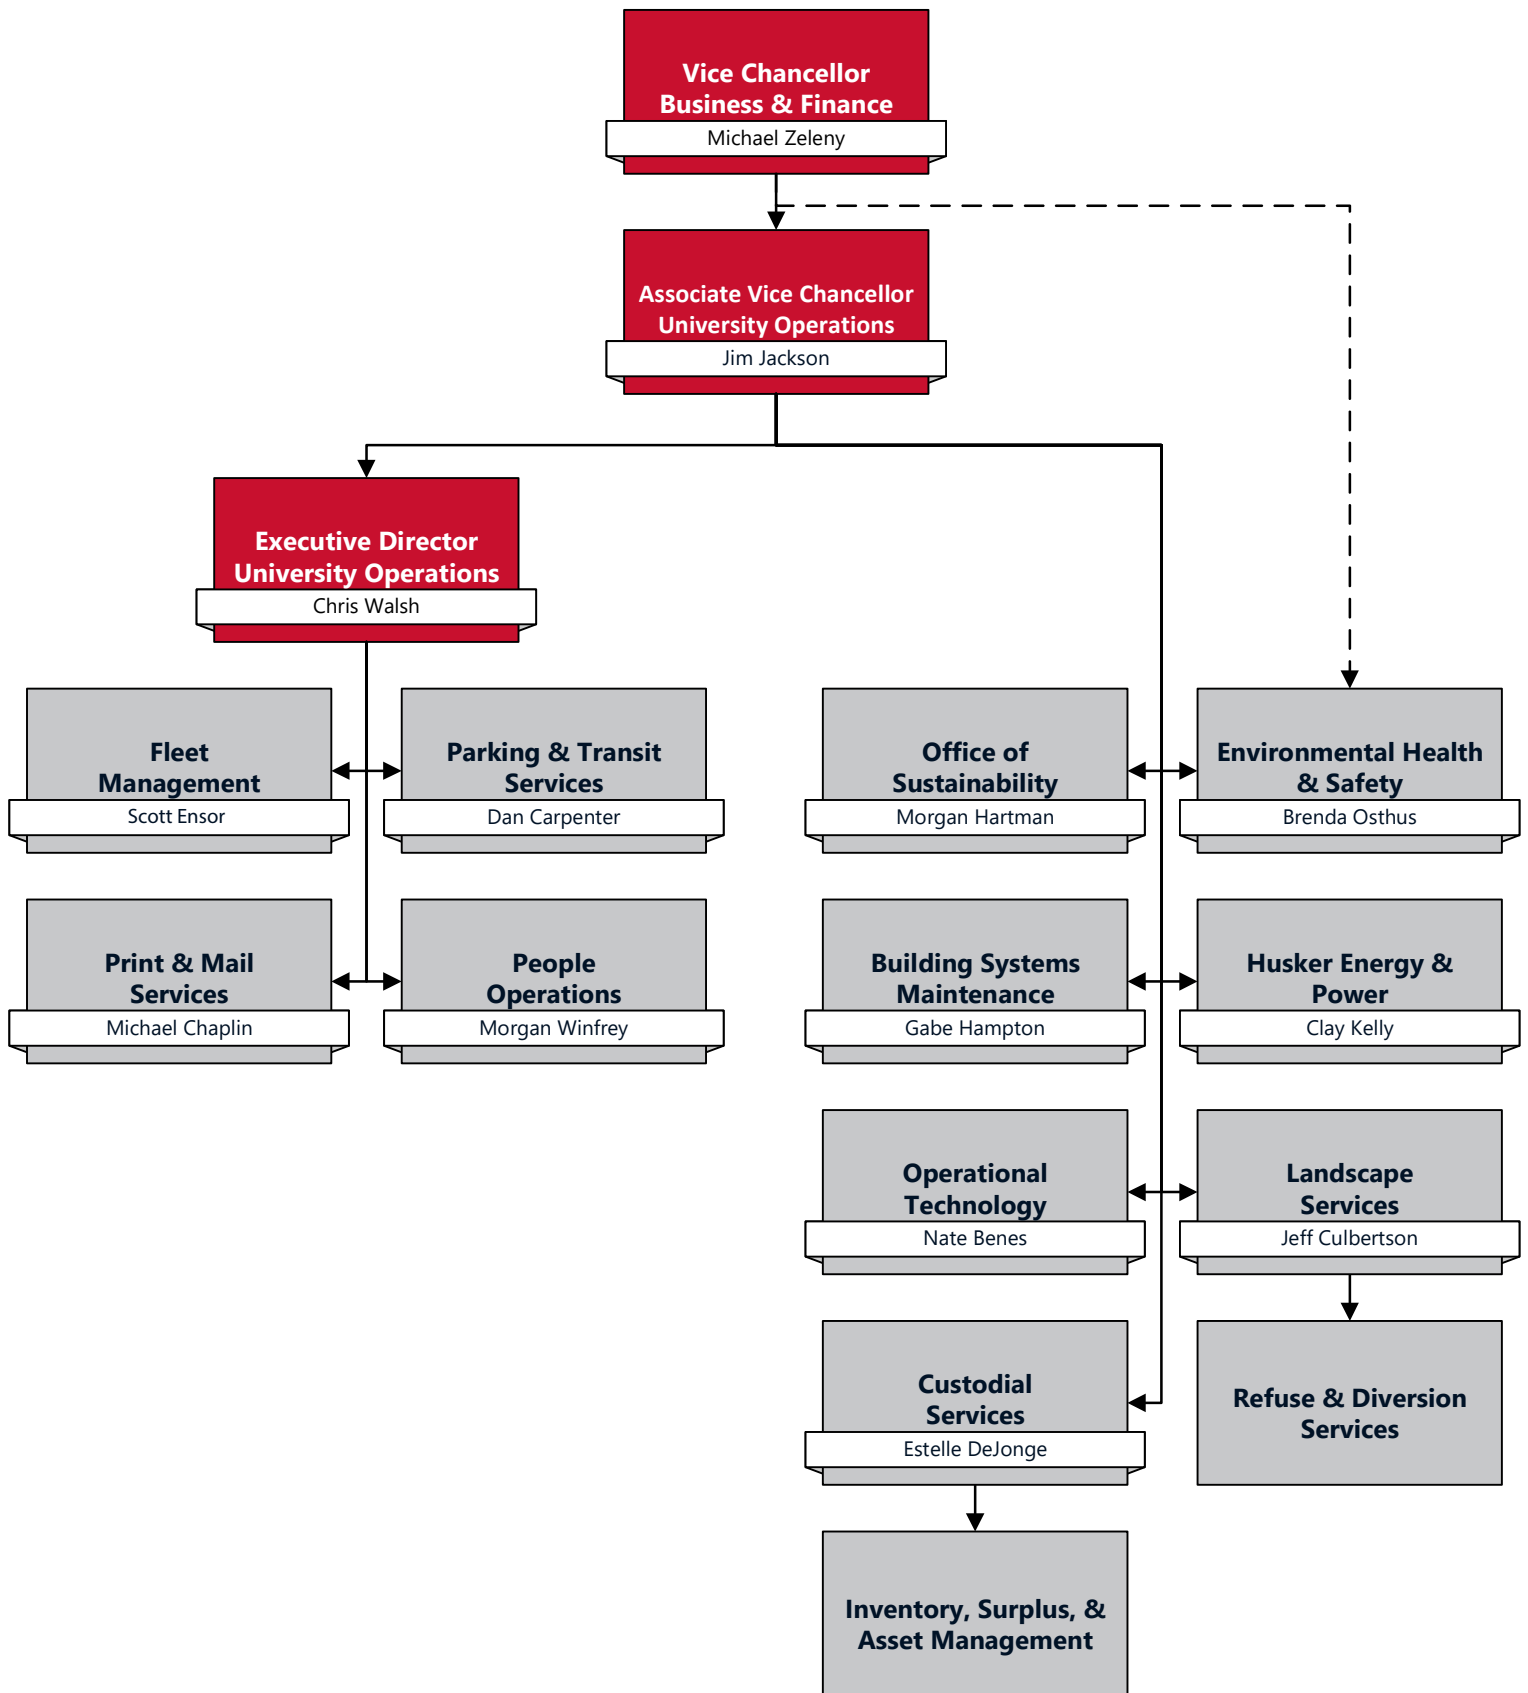 Vice Chancellor
Business & Finance
Michael Zeleny
Associate Vice Chancellor
University Operations
Jim Jackson
Executive Director
University Operations
Chris Walsh
Fleet
Management
Scott Ensor
Parking & Transit
Services
Dan Carpenter
Office of
Sustainability
Morgan Hartman
Environmental Health
& Safety
Brenda Osthus
Print & Mail
Services
Michael Chaplin
People
Operations
Morgan Winfrey
Building Systems
Maintenance
Gabe Hampton
Husker Energy &
Power
Clay Kelly
Operational
Technology
Nate Benes
Landscape
Services
Jeff Culbertson
Custodial
Services
Estelle DeJonge
Refuse & Diversion
Services
Inventory, Surplus, &
Asset Management